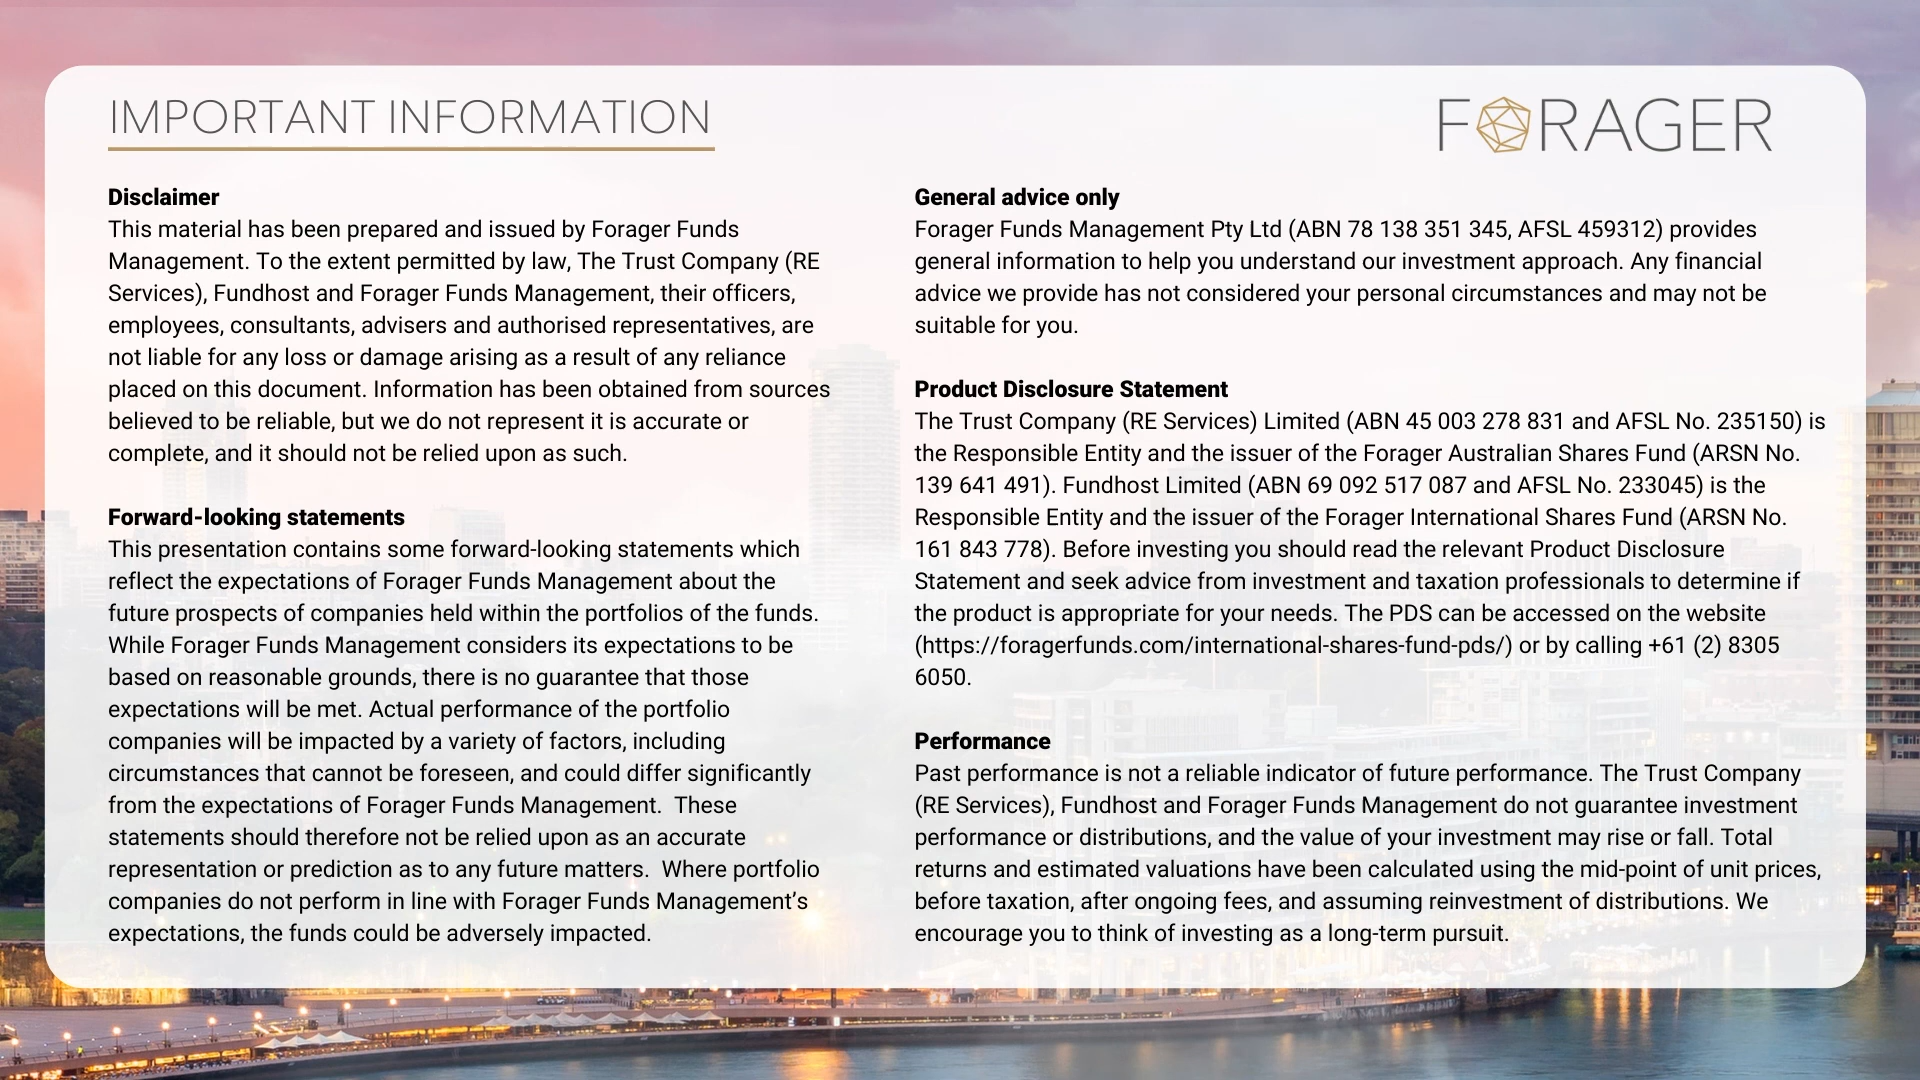 IMPORTANT INFORMATION
FORAGER
Disclaimer
This material has been prepared and issued by Forager Funds
Management. To the extent permitted by law, The Trust Company (RE
Services), Fundhost and Forager Funds Management, their officers,
employees, consultants, advisers and authorised representatives, are
not liable for any loss or damage arising as a result of any reliance
placed on this document. Information has been obtained from sources
believed to be reliable, but we do not represent it is accurate or
complete, and it should not be relied upon as such.
Forward-looking statements
This presentation contains some forward-looking statements which
reflect the expectations of Forager Funds Management about the
future prospects of companies held within the portfolios of the funds.
While Forager Funds Management considers its expectations to be
based on reasonable grounds, there is no guarantee that those
expectations will be met. Actual performance of the portfolio
companies will be impacted by a variety of factors, including
circumstances that cannot be foreseen, and could differ significantly
from the expectations of Forager Funds Management.  These
statements should therefore not be relied upon as an accurate
representation or prediction as to any future matters.  Where portfolio
companies do not perform in line with Forager Funds Management’s
expectations, the funds could be adversely impacted.
General advice only
Forager Funds Management Pty Ltd (ABN 78 138 351 345, AFSL 459312) provides
general information to help you understand our investment approach. Any financial
advice we provide has not considered your personal circumstances and may not be
suitable for you.
Product Disclosure Statement
The Trust Company (RE Services) Limited (ABN 45 003 278 831 and AFSL No. 235150) is
the Responsible Entity and the issuer of the Forager Australian Shares Fund (ARSN No.
139 641 491). Fundhost Limited (ABN 69 092 517 087 and AFSL No. 233045) is the
Responsible Entity and the issuer of the Forager International Shares Fund (ARSN No.
161 843 778). Before investing you should read the relevant Product Disclosure
Statement and seek advice from investment and taxation professionals to determine if
the product is appropriate for your needs. The PDS can be accessed on the website
(https://foragerfunds.com/international-shares-fund-pds/) or by calling +61 (2) 8305
6050.
Performance
Past performance is not a reliable indicator of future performance. The Trust Company
(RE Services), Fundhost and Forager Funds Management do not guarantee investment
performance or distributions, and the value of your investment may rise or fall. Total
returns and estimated valuations have been calculated using the mid-point of unit prices,
before taxation, after ongoing fees, and assuming reinvestment of distributions. We
encourage you to think of investing as a long-term pursuit.